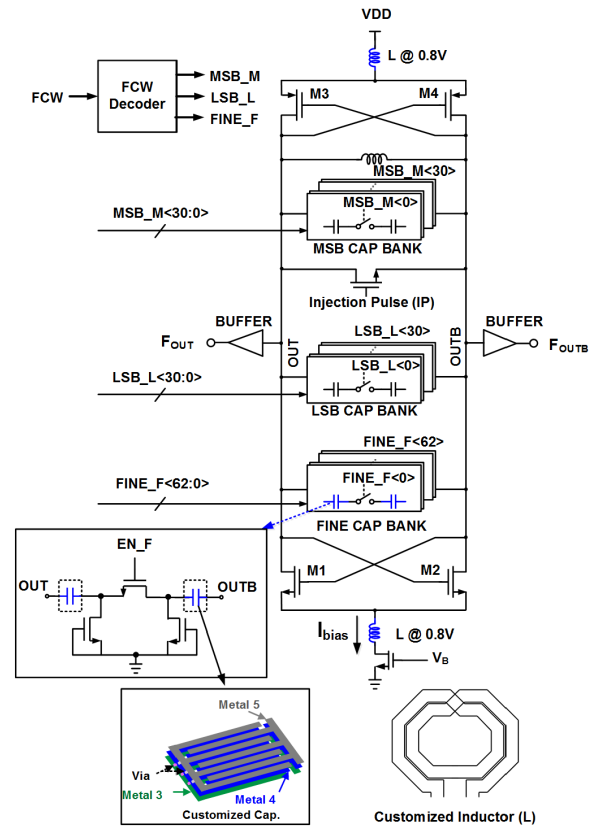 VDD
L @ 0.8V
FCW
FCW
Decoder
MSB_M
LSB_L
FINE_F
M3
M4
MSB_M<30>
MSB_M<0>
MSB_M<30:0>
MSB CAP BANK
Injection Pulse (IP)
BUFFER
BUFFER
FOUT
OUT
OUTB
FOUTB
LSB_L<30>
LSB_L<0>
LSB_L<30:0>
LSB CAP BANK
FINE_F<62>
FINE_F<0>
FINE_F<62:0>
FINE CAP BANK
EN_F
OUT
OUTB
M1
M2
Ibias
L @ 0.8V
VB
Metal 5
Via
Metal 3
Metal 4
Customized Cap.
Customized Inductor (L)